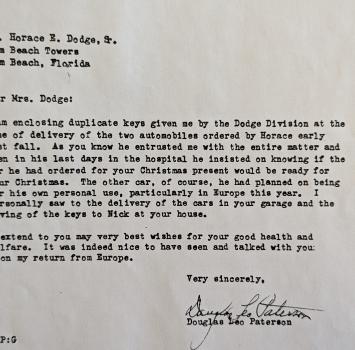 . Horace E. Dodge, Sr.
m Beach Towers
m Beach, Florida
r Mrs. Dodge:
am enclosing duplicate keys given me by the Dodge Division at the
e of delivery of the two automobiles ordered by Horace early
t fall. As you know he entrusted me with the entire matter and
en in his last days in the hospital he insisted on knowing if the
r he had ordered for your Christmas present would be ready for
ur Christmas. The other car, of course, he had planned on being
r his own personal use, particularly in Europe this year. I
rsonally saw to the delivery of the cars in your garage and the
ving of the keys to Nick at your house.
extend to you my very best wishes for your good health and
lfare. It was indeed nice to have seen and talked with you
on my return from Europe.
Very sincerely,
Douglas Leo Paterson
Douglas Leo Paterson
P:G